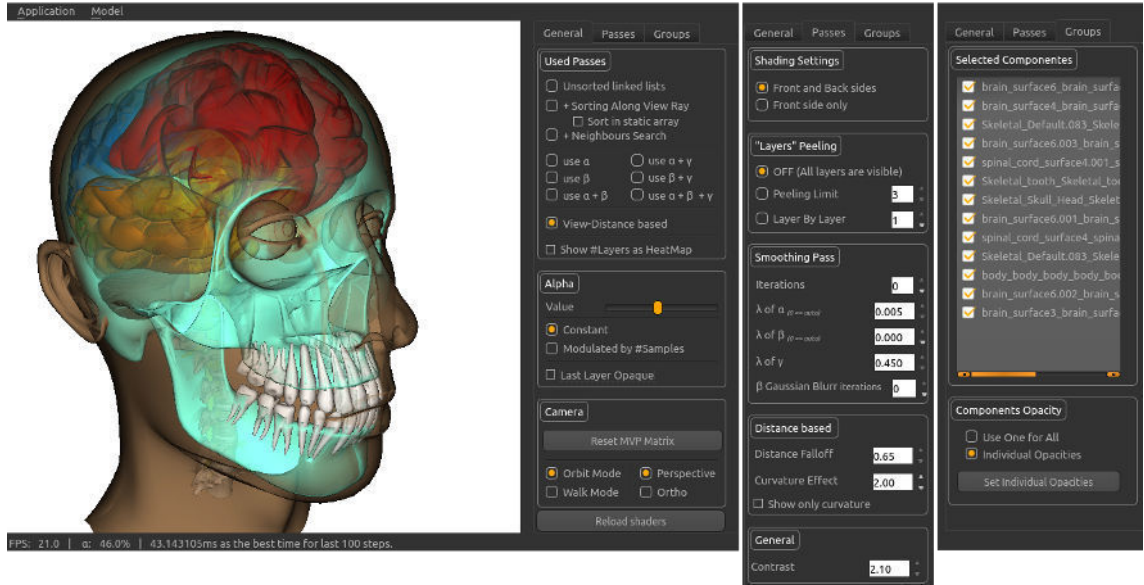 Application Model
General Passes Groups
Used Passes
Unsorted linked lists
+ Sorting Along View Ray
Sort in static array
+ Neighbours Search
use α use α + γ
use β use β + γ
use α + β use α + β + γ
View-Distance based
Show #Layers as HeatMap
Alpha
Value
Constant
Modulated by #Samples
Last Layer Opaque
Camera
Reset MVP Matrix
Orbit Mode Perspective
Walk Mode Ortho
Reload shaders
FPS: 21.0 | α: 46.0% | 43.143105ms as the best time for last 100 steps.
General Passes Groups
Shading Settings
Front and Back sides
Front side only
"Layers" Peeling
OFF (All layers are visible)
Peeling Limit 3
Layer By Layer 1
Smoothing Pass
Iterations 0
λ of α 0.005
λ of β 0.000
λ of γ 0.450
β Gaussian Blurr iterations 0
Distance based
Distance Falloff 0.65
Curvature Effect 2.00
Show only curvature
General
Contrast 2.10
General Passes Groups
Selected Componentes
brain_surface6_brain_surfa
brain_surface4_brain_surfa
Skeletal_Default.083_Skele
brain_surface6.003_brain_s
spinal_cord_surface4.001_s
Skeletal_tooth_Skeletal_too
Skeletal_Skull_Head_Skelet
brain_surface6.001_brain_s
spinal_cord_surface4_spina
Skeletal_Default.083_Skele
body_body_body_body_bo
brain_surface6.002_brain_s
brain_surface3_brain_surfa
Components Opacity
Use One for All
Individual Opacities
Set Individual Opacities